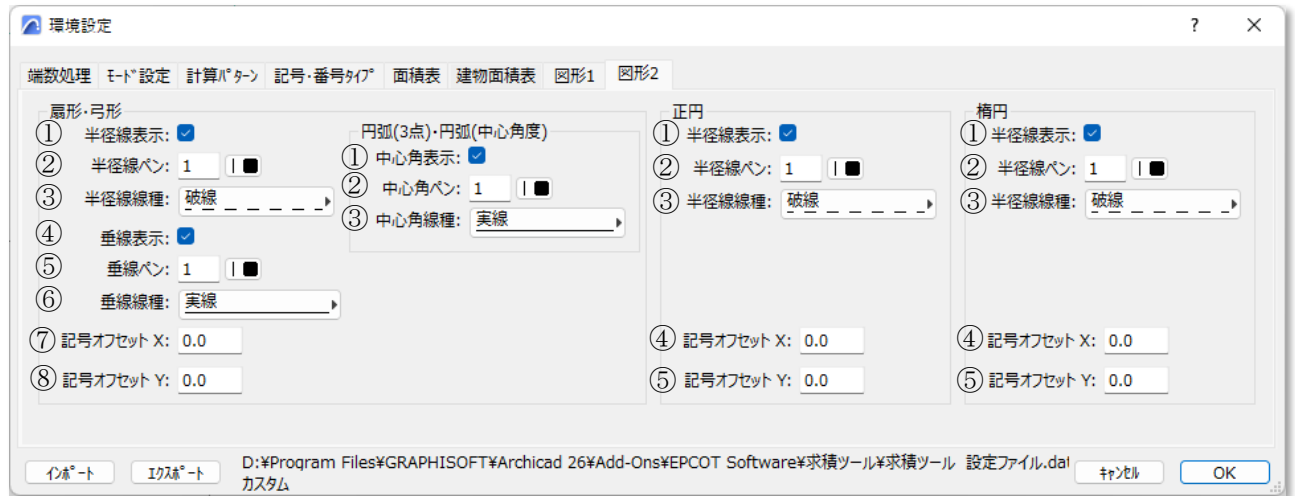 環境設定 ? ×
端数処理 モード設定 計算パターン 記号・番号タイプ 面積表 建物面積表 図形1 図形2
扇形・弓形
① 半径線表示:
② 半径線ペン: 1
③ 半径線線種: 破線
④ 垂線表示:
⑤ 垂線ペン: 1
⑥ 垂線線種: 実線
⑦ 記号オフセット X: 0.0
⑧ 記号オフセット Y: 0.0
円弧(3点)・円弧(中心角度)
① 中心角表示:
② 中心角ペン: 1
③ 中心角線種: 実線
正円
① 半径線表示:
② 半径線ペン: 1
③ 半径線線種: 破線
④ 記号オフセット X: 0.0
⑤ 記号オフセット Y: 0.0
楕円
① 半径線表示:
② 半径線ペン: 1
③ 半径線線種: 破線
④ 記号オフセット X: 0.0
⑤ 記号オフセット Y: 0.0
インポート エクスポート
D:¥Program Files¥GRAPHISOFT¥Archicad 26¥Add-Ons¥EPCOT Software¥求積ツール¥求積ツール 設定ファイル.dat
カスタム
キャンセル OK